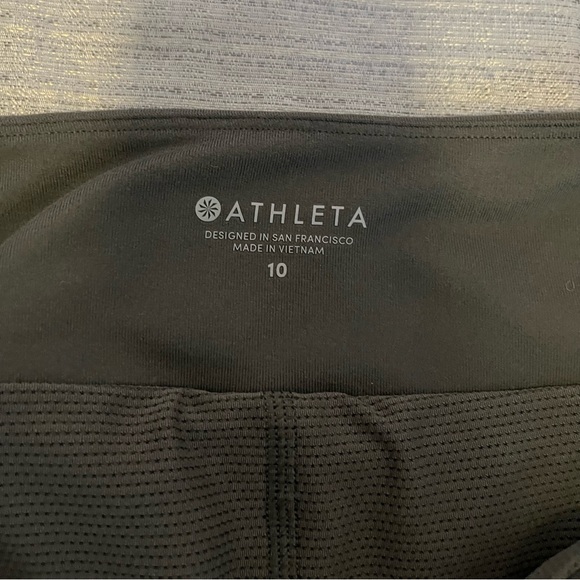 ATHLETA
DESIGNED IN SAN FRANCISCO
MADE IN VIETNAM
10